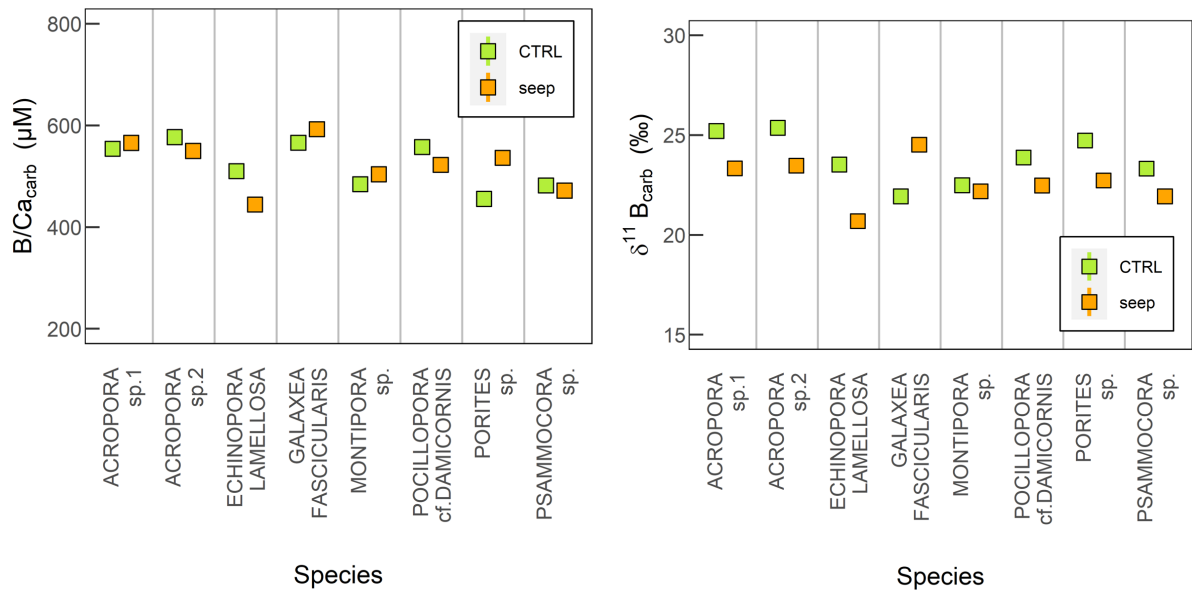 800
600
400
200
B/Ca_carb (μM)
CTRL
seep
ACROPORA
sp.1
ACROPORA
sp.2
ECHINOPORA
LAMELLOSA
GALAXEA
FASCICULARIS
MONTIPORA
sp.
POCILLOPORA
cf.DAMICORNIS
PORITES
sp.
PSAMMOCORA
sp.
Species
30
25
20
15
δ¹¹ B_carb (‰)
CTRL
seep
ACROPORA
sp.1
ACROPORA
sp.2
ECHINOPORA
LAMELLOSA
GALAXEA
FASCICULARIS
MONTIPORA
sp.
POCILLOPORA
cf.DAMICORNIS
PORITES
sp.
PSAMMOCORA
sp.
Species